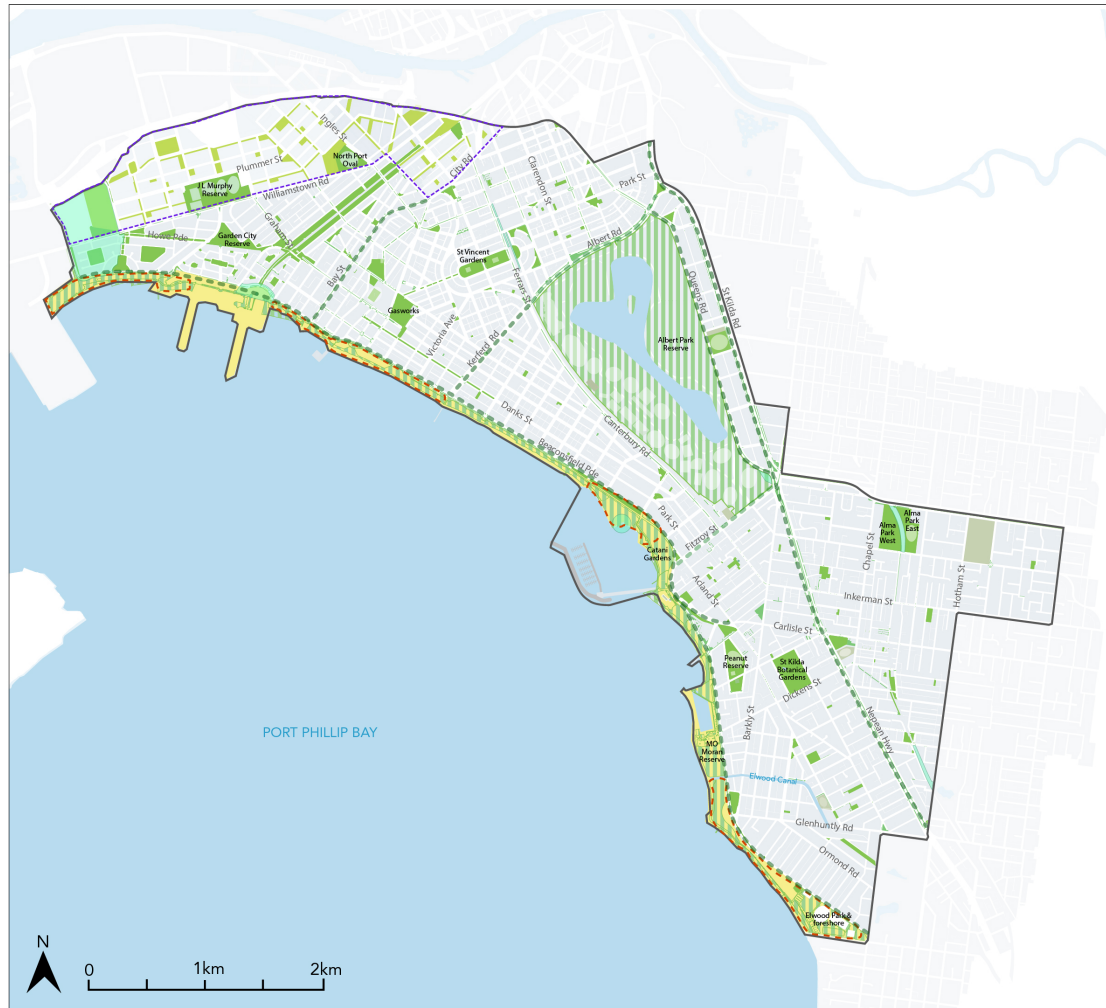 Ingles St
Clarendon St
City Rd
North Port
Oval
Plummer St
Park St
J L Murphy
Reserve
Williamstown Rd
Graham St
Howe Pde
Garden City
Reserve
Albert Rd
St Vincent
Gardens
Bay St
Ferrars St
Queens Rd
St Kilda Rd
Gasworks
Victoria Ave
Kerferd Rd
Albert Park
Reserve
Danks St
Canterbury Rd
Beaconsfield Pde
Park St
Fitzroy St
Alma
Park
West
Alma
Park
East
Chapel St
Catani
Gardens
Acland St
Hotham St
Inkerman St
Carlisle St
Peanut
Reserve
St Kilda
Botanical
Gardens
Dickens St
Barkly St
Nepean Hwy
PORT PHILLIP BAY
MO
Moran
Reserve
Elwood Canal
Glenhuntly Rd
Ormond Rd
Elwood Park &
foreshore
N
0
1km
2km